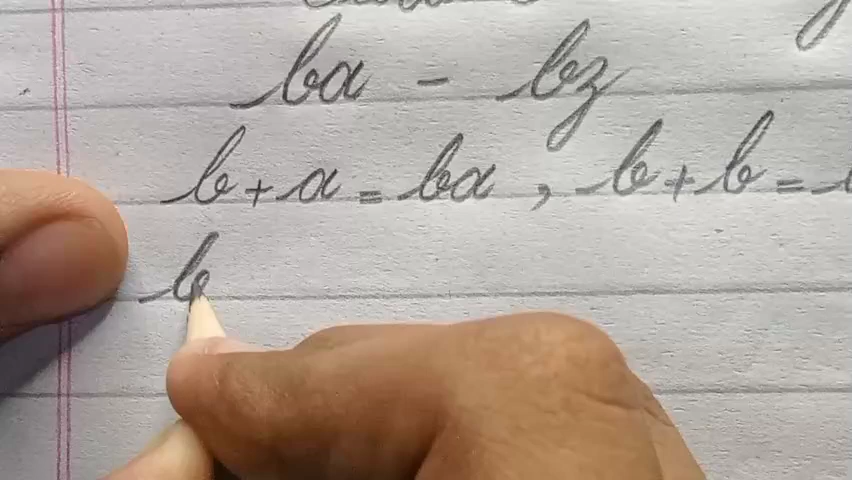 ba - bz
b + a = ba , b + b =
b